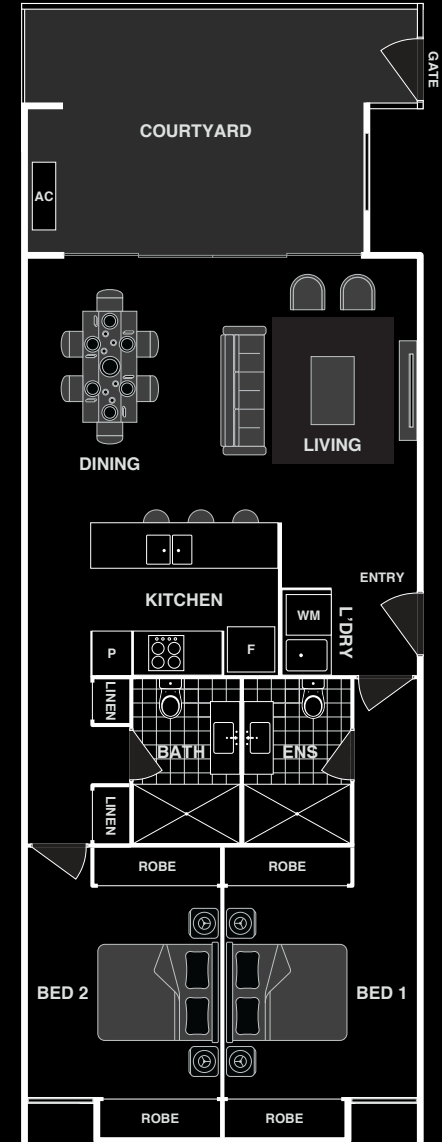 GATE
COURTYARD
AC
LIVING
DINING
ENTRY
KITCHEN
WM
L'DRY
P
F
LINEN
BATH
ENS
LINEN
ROBE
ROBE
BED 2
BED 1
ROBE
ROBE